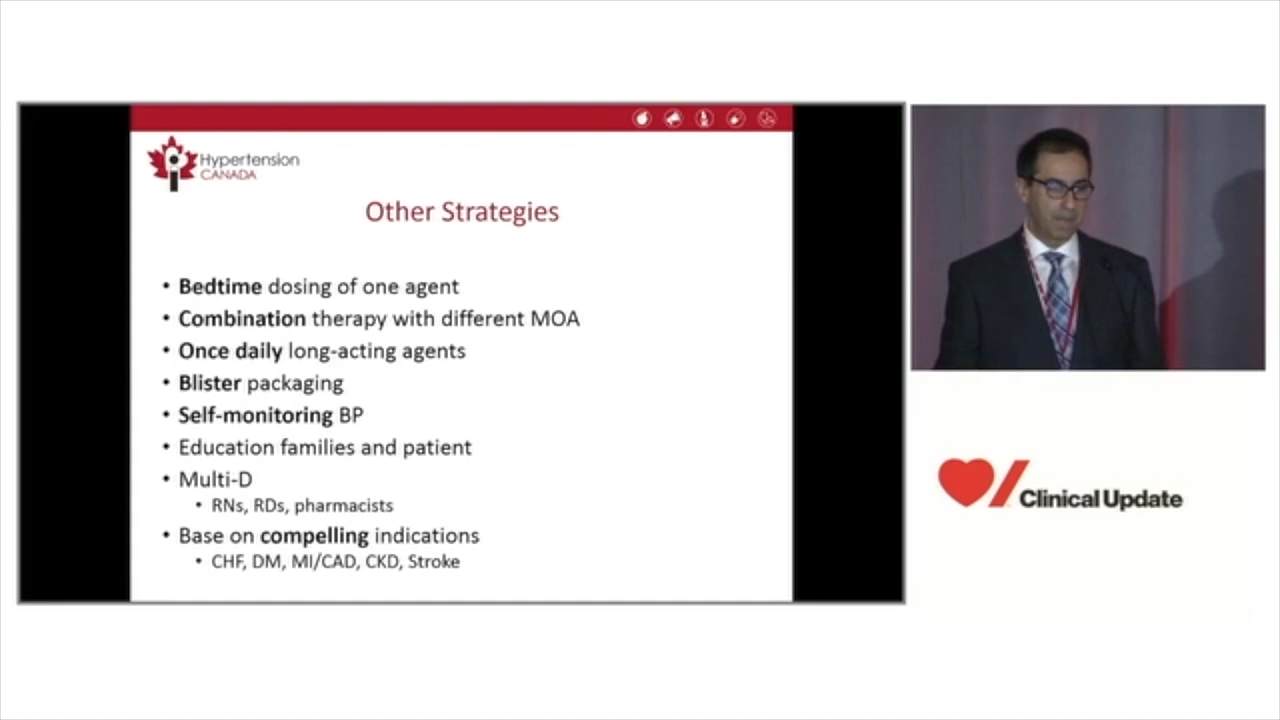 Hypertension
CANADA
Other Strategies
• Bedtime dosing of one agent
• Combination therapy with different MOA
• Once daily long-acting agents
• Blister packaging
• Self-monitoring BP
• Education families and patient
• Multi-D
• RNs, RDs, pharmacists
• Base on compelling indications
• CHF, DM, MI/CAD, CKD, Stroke
Clinical Update